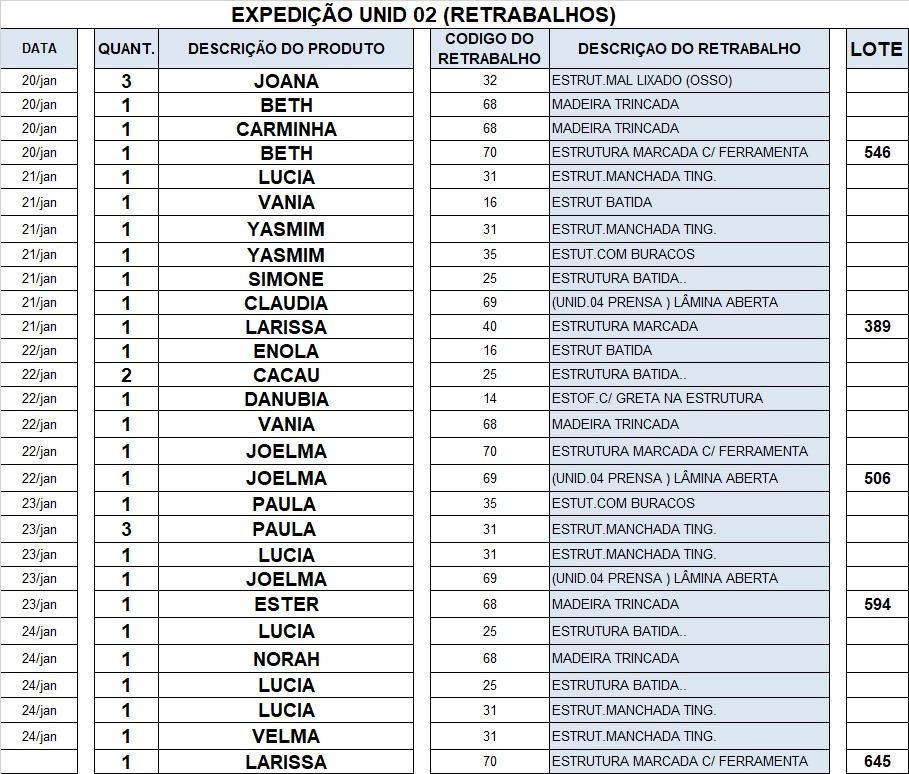 EXPEDIÇÃO UNID 02 (RETRABALHOS)
DATA QUANT. DESCRIÇÃO DO PRODUTO CODIGO DO RETRABALHO DESCRIÇAO DO RETRABALHO LOTE
20/jan 3 JOANA 32 ESTRUT.MAL LIXADO (OSSO)
20/jan 1 BETH 68 MADEIRA TRINCADA
20/jan 1 CARMINHA 68 MADEIRA TRINCADA
20/jan 1 BETH 70 ESTRUTURA MARCADA C/ FERRAMENTA 546
21/jan 1 LUCIA 31 ESTRUT.MANCHADA TING.
21/jan 1 VANIA 16 ESTRUT BATIDA
21/jan 1 YASMIM 31 ESTRUT.MANCHADA TING.
21/jan 1 YASMIM 35 ESTUT.COM BURACOS
21/jan 1 SIMONE 25 ESTRUTURA BATIDA..
21/jan 1 CLAUDIA 69 (UNID.04 PRENSA ) LÂMINA ABERTA
21/jan 1 LARISSA 40 ESTRUTURA MARCADA 389
22/jan 1 ENOLA 16 ESTRUT BATIDA
22/jan 2 CACAU 25 ESTRUTURA BATIDA..
22/jan 1 DANUBIA 14 ESTOF.C/ GRETA NA ESTRUTURA
22/jan 1 VANIA 68 MADEIRA TRINCADA
22/jan 1 JOELMA 70 ESTRUTURA MARCADA C/ FERRAMENTA
22/jan 1 JOELMA 69 (UNID.04 PRENSA ) LÂMINA ABERTA 506
23/jan 1 PAULA 35 ESTUT.COM BURACOS
23/jan 3 PAULA 31 ESTRUT.MANCHADA TING.
23/jan 1 LUCIA 31 ESTRUT.MANCHADA TING.
23/jan 1 JOELMA 69 (UNID.04 PRENSA ) LÂMINA ABERTA
23/jan 1 ESTER 68 MADEIRA TRINCADA 594
24/jan 1 LUCIA 25 ESTRUTURA BATIDA..
24/jan 1 NORAH 68 MADEIRA TRINCADA
24/jan 1 LUCIA 25 ESTRUTURA BATIDA..
24/jan 1 LUCIA 31 ESTRUT.MANCHADA TING.
24/jan 1 VELMA 31 ESTRUT.MANCHADA TING.
1 LARISSA 70 ESTRUTURA MARCADA C/ FERRAMENTA 645